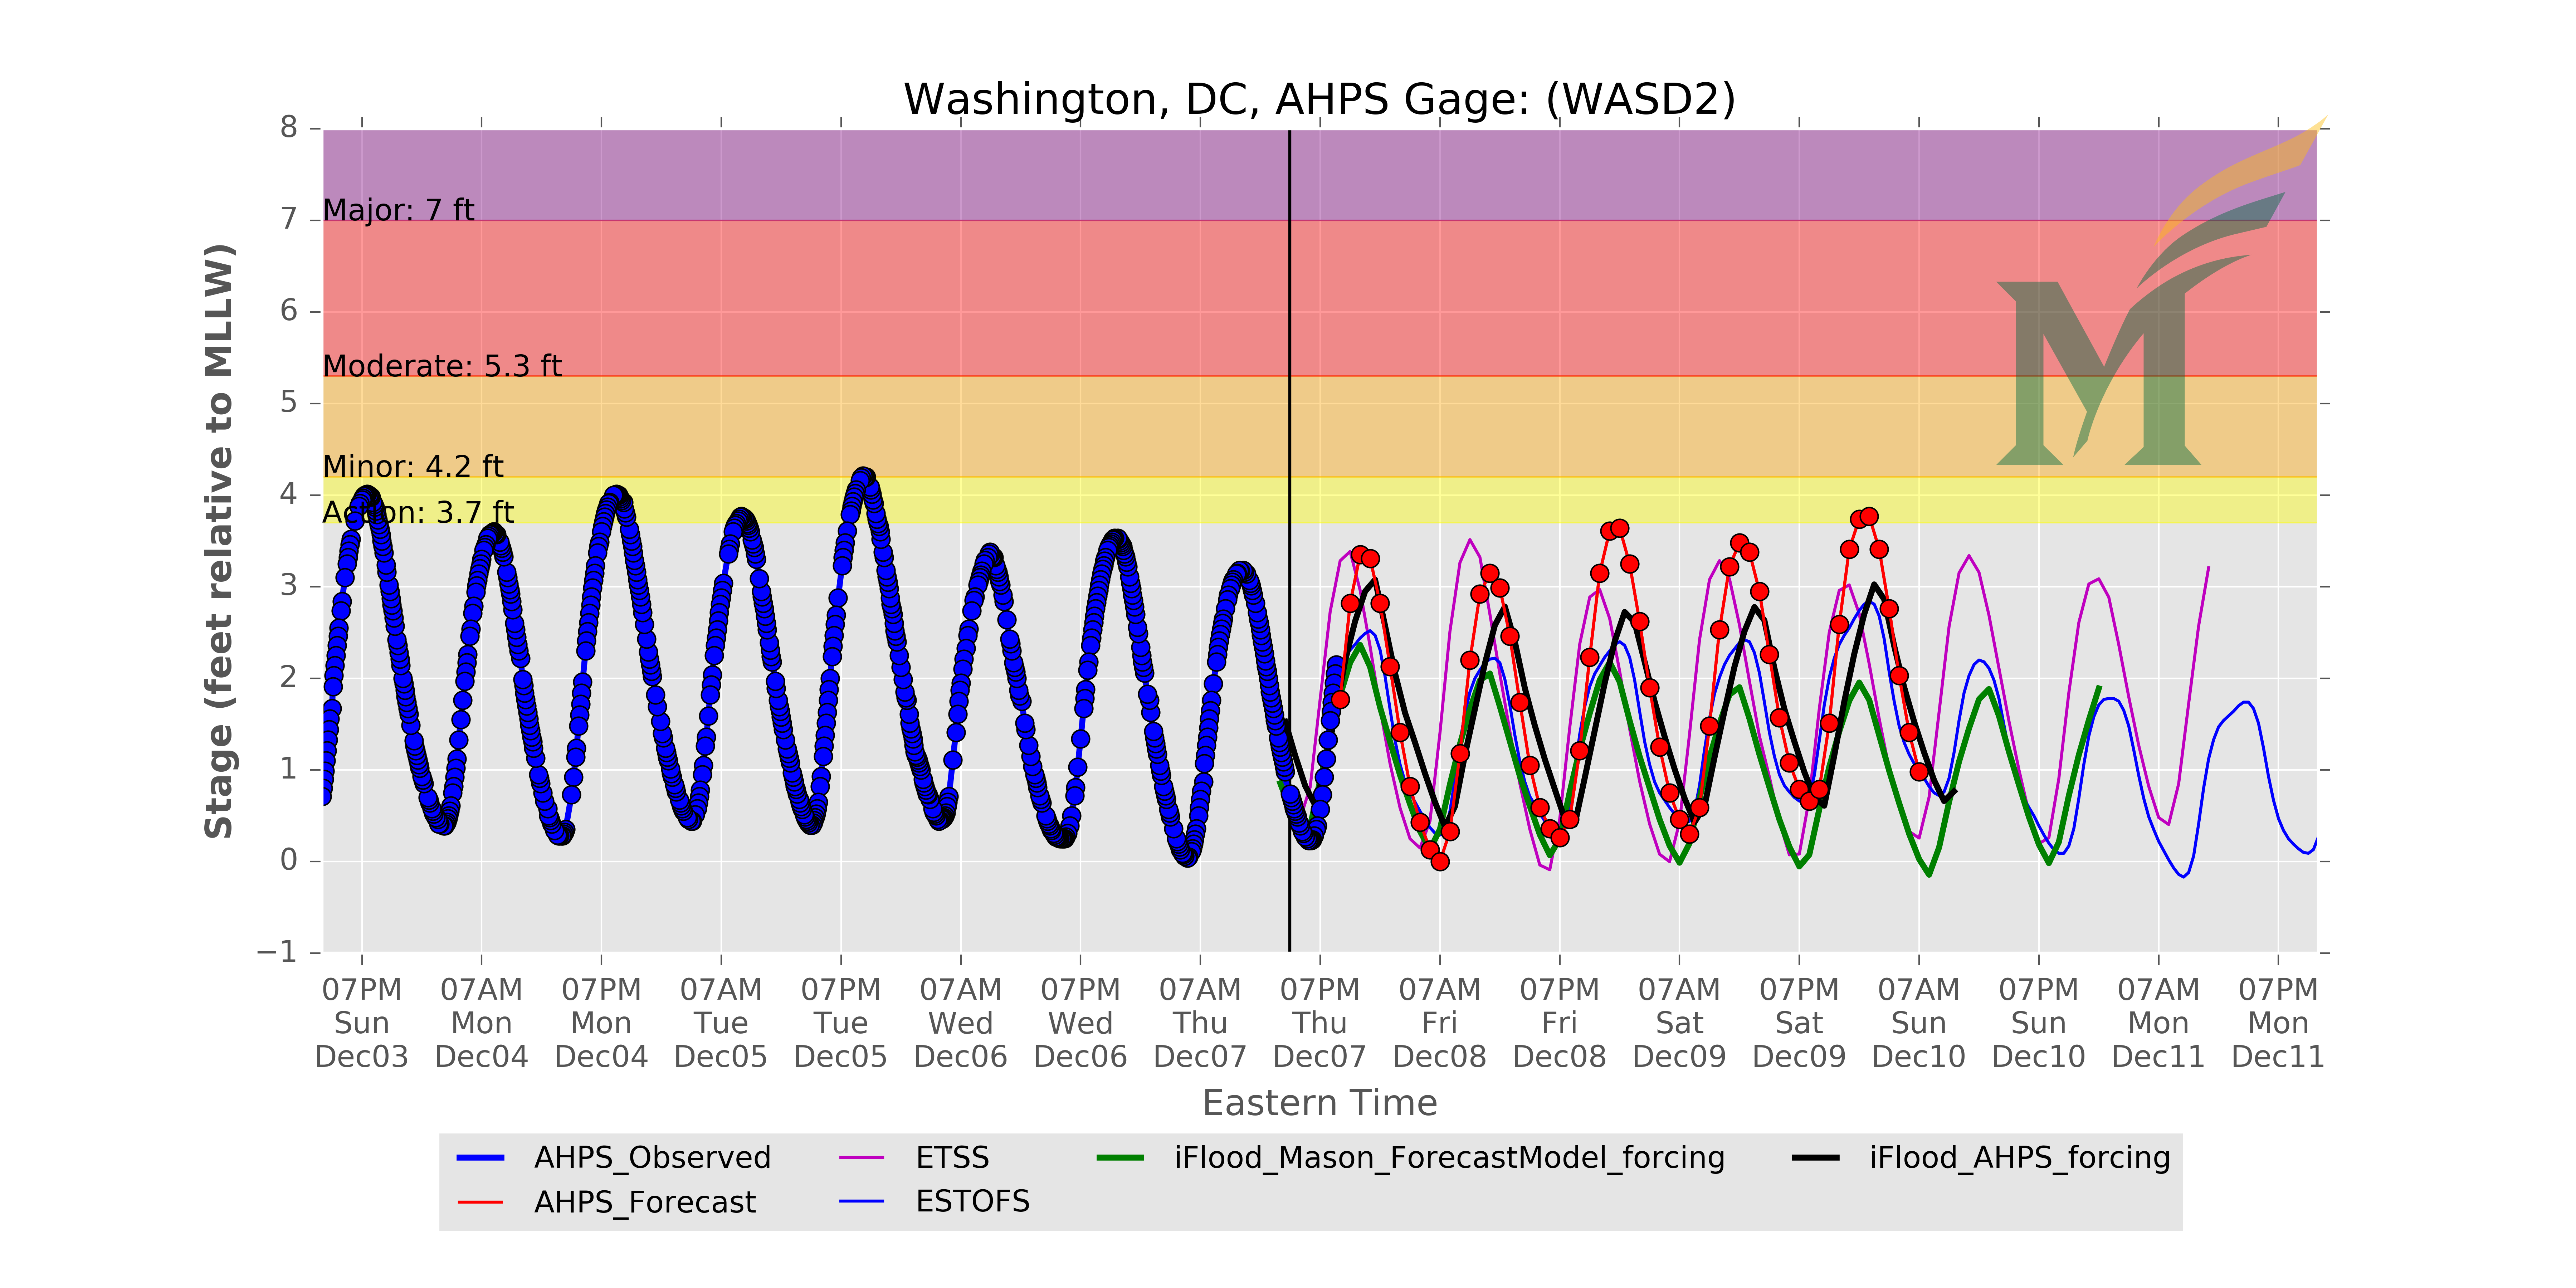 Washington, DC, AHPS Gage: (WASD2)
8
7
6
5
4
3
2
1
0
−1
Stage (feet relative to MLLW)
Major: 7 ft
Moderate: 5.3 ft
Minor: 4.2 ft
Action: 3.7 ft
M
07PM 07AM 07PM 07AM 07PM 07AM 07PM 07AM 07PM 07AM 07PM 07AM 07PM 07AM 07PM 07AM 07PM
Sun Mon Mon Tue Tue Wed Wed Thu Thu Fri Fri Sat Sat Sun Sun Mon Mon
Dec03 Dec04 Dec04 Dec05 Dec05 Dec06 Dec06 Dec07 Dec07 Dec08 Dec08 Dec09 Dec09 Dec10 Dec10 Dec11 Dec11
Eastern Time
AHPS_Observed ETSS iFlood_Mason_ForecastModel_forcing iFlood_AHPS_forcing
AHPS_Forecast ESTOFS